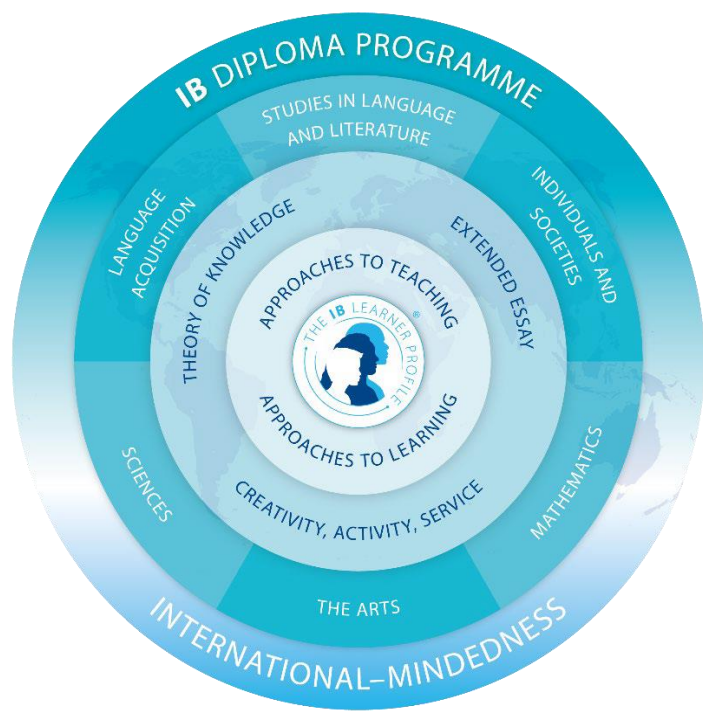 IB DIPLOMA PROGRAMME
STUDIES IN LANGUAGE
AND LITERATURE
LANGUAGE
ACQUISITION
INDIVIDUALS AND
SOCIETIES
THEORY OF KNOWLEDGE
EXTENDED ESSAY
APPROACHES TO TEACHING
THE IB LEARNER PROFILE®
APPROACHES TO LEARNING
CREATIVITY, ACTIVITY, SERVICE
SCIENCES
MATHEMATICS
THE ARTS
INTERNATIONAL–MINDEDNESS